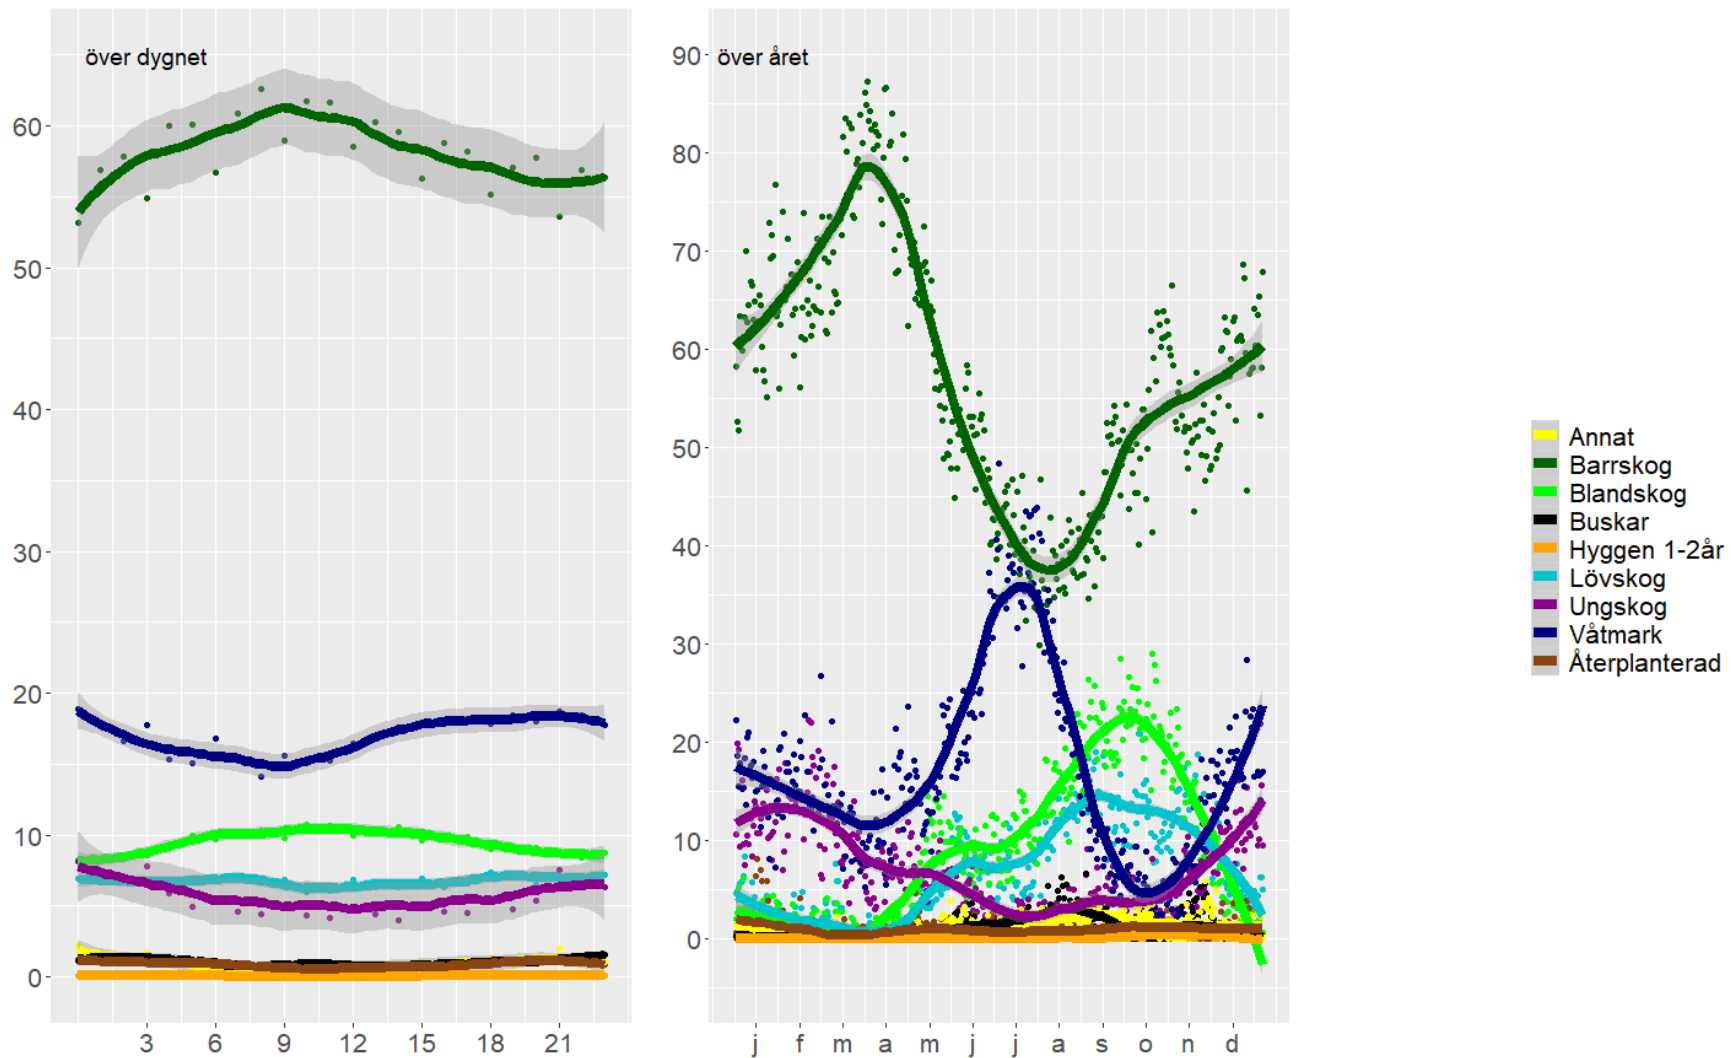 över dygnet
60
50
40
30
20
10
0
3 6 9 12 15 18 21
över året
90
80
70
60
50
40
30
20
10
0
j f m a m j j a s o n d
Annat
Barrskog
Blandskog
Buskar
Hyggen 1-2år
Lövskog
Ungskog
Våtmark
Återplanterad